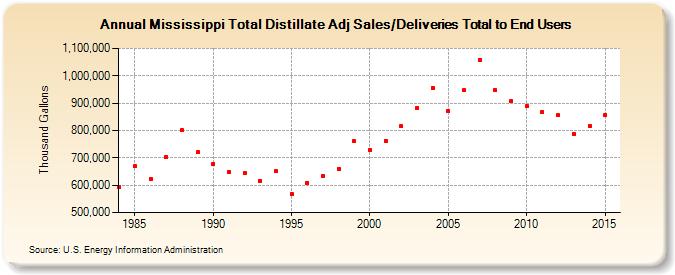 Annual Mississippi Total Distillate Adj Sales/Deliveries Total to End Users
Thousand Gallons
1,100,000
1,000,000
900,000
800,000
700,000
600,000
500,000
1985 1990 1995 2000 2005 2010 2015
Source: U.S. Energy Information Administration